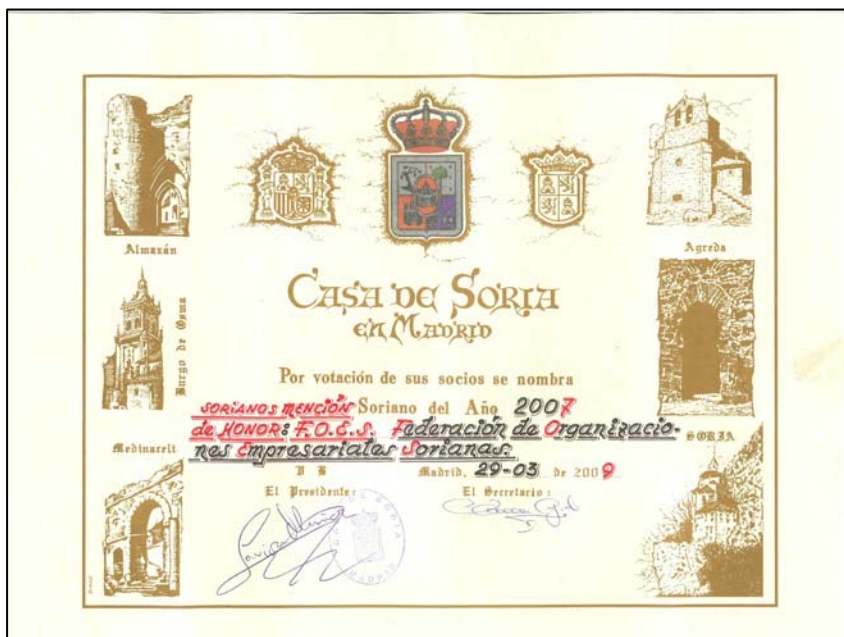 Almazán
Agreda
CASA DE SORIA
EN MADRID
Burgo de Osma
Por votación de sus socios se nombra
SORIANOS MENCIÓN Soriano del Año 2007
de HONOR: F.O.E.S. Federación de Organizacio-
nes Empresariales Sorianas.
Medinaceli
SORIA
V B
Madrid, 29-03 de 2009
El Presidente:
El Secretario: